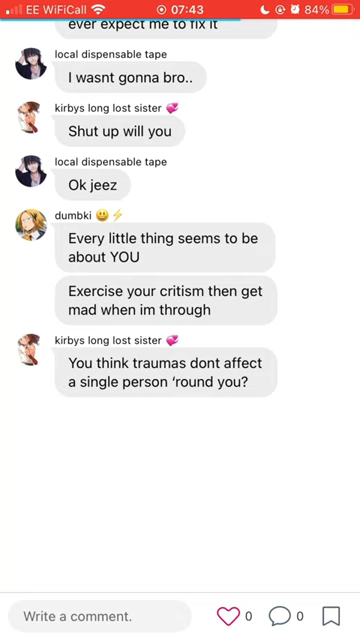 EE WiFiCall 07:43 84%
ever expect me to fix it
local dispensable tape
I wasnt gonna bro..
kirbys long lost sister 💞
Shut up will you
local dispensable tape
Ok jeez
dumbki 😃⚡
Every little thing seems to be
about YOU
Exercise your critism then get
mad when im through
kirbys long lost sister 💞
You think traumas dont affect
a single person ‘round you?
Write a comment. 0 0